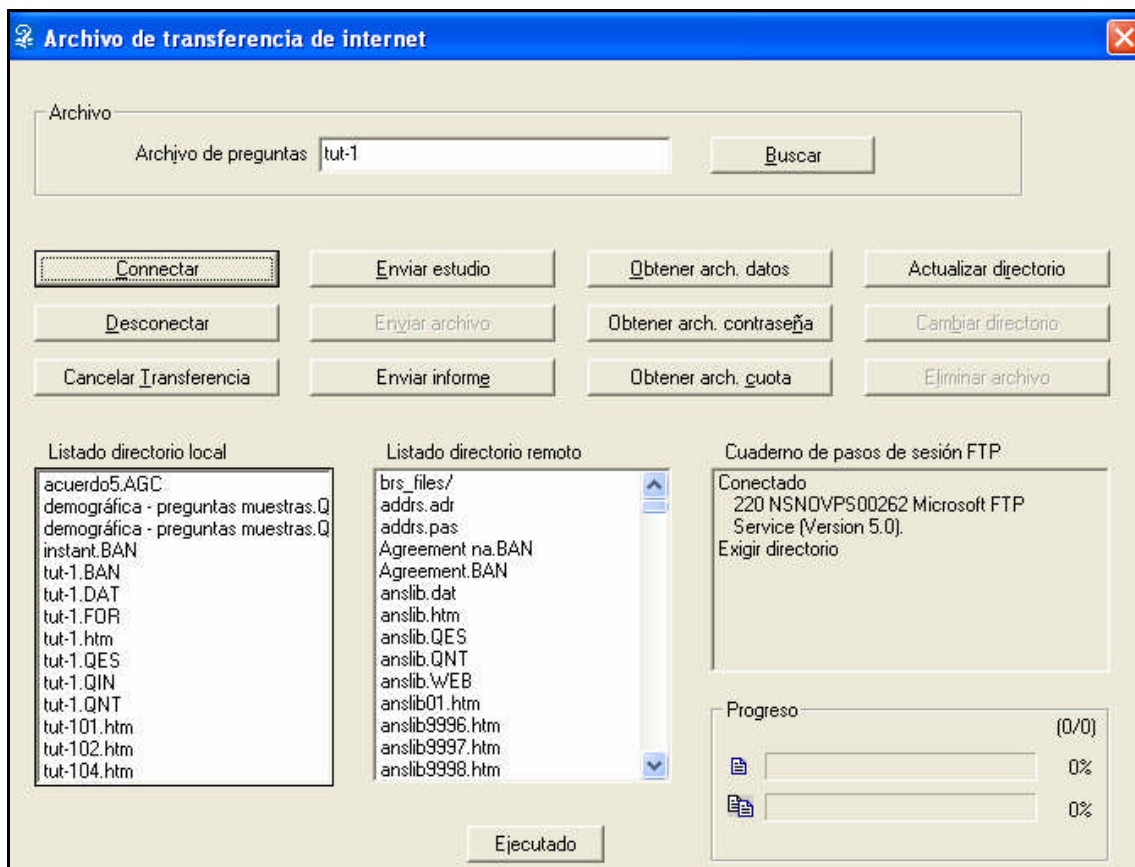 Archivo de transferencia de internet
Archivo
Archivo de preguntas tut-1 Buscar
Connectar Enviar estudio Obtener arch. datos Actualizar directorio
Desconectar Enviar archivo Obtener arch. contraseña Cambiar directorio
Cancelar Transferencia Enviar informe Obtener arch. cuota Eliminar archivo
Listado directorio local
acuerdo5.AGC
demográfica - preguntas muestras.Q
demográfica - preguntas muestras.Q
instant.BAN
tut-1.BAN
tut-1.DAT
tut-1.FOR
tut-1.htm
tut-1.QES
tut-1.QIN
tut-1.QNT
tut-101.htm
tut-102.htm
tut-104.htm
Listado directorio remoto
brs_files/
addrs.adr
addrs.pas
Agreement na.BAN
Agreement.BAN
anslib.dat
anslib.htm
anslib.QES
anslib.QNT
anslib.WEB
anslib01.htm
anslib9996.htm
anslib9997.htm
anslib9998.htm
Cuaderno de pasos de sesión FTP
Conectado
220 NSNOVPS00262 Microsoft FTP
Service (Version 5.0).
Exigir directorio
Progreso
(0/0)
0%
0%
Ejecutado